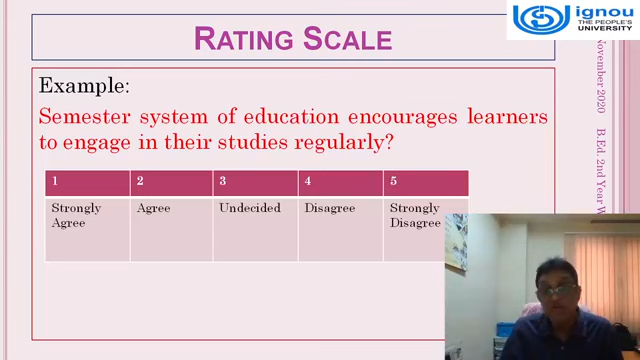 RATING SCALE
ignou
THE PEOPLE'S
UNIVERSITY
Example:
Semester system of education encourages learners
to engage in their studies regularly?
1 2 3 4 5
Strongly Agree Undecided Disagree Strongly
Agree Disagree
November 2020 B.Ed. 2nd Year